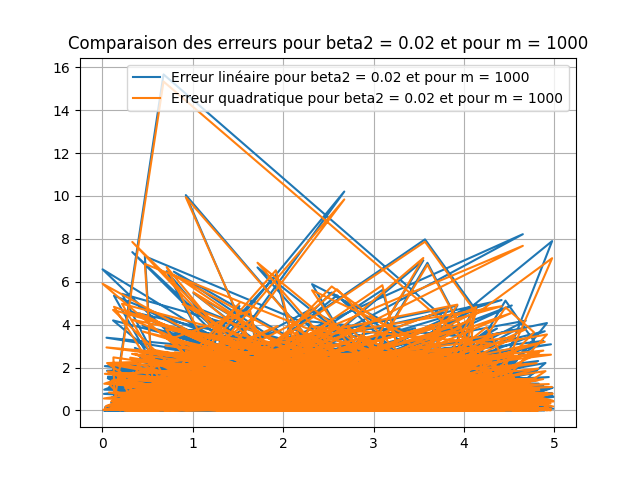 Comparaison des erreurs pour beta2 = 0.02 et pour m = 1000
Erreur linéaire pour beta2 = 0.02 et pour m = 1000
Erreur quadratique pour beta2 = 0.02 et pour m = 1000
16
14
12
10
8
6
4
2
0
0 1 2 3 4 5